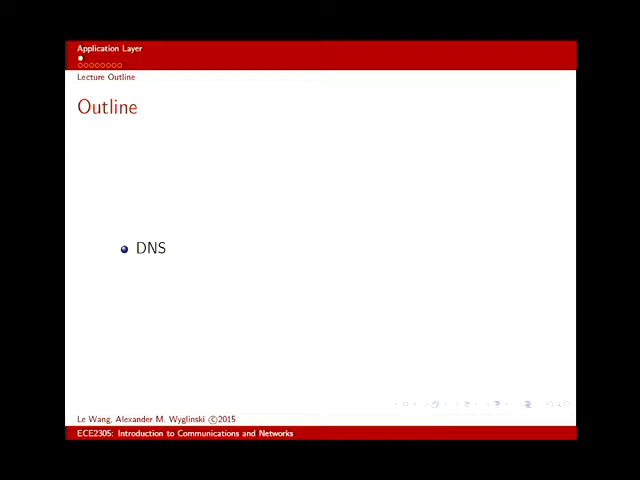 Application Layer
Lecture Outline
Outline
DNS
Le Wang, Alexander M. Wyglinski ©2015
ECE2305: Introduction to Communications and Networks